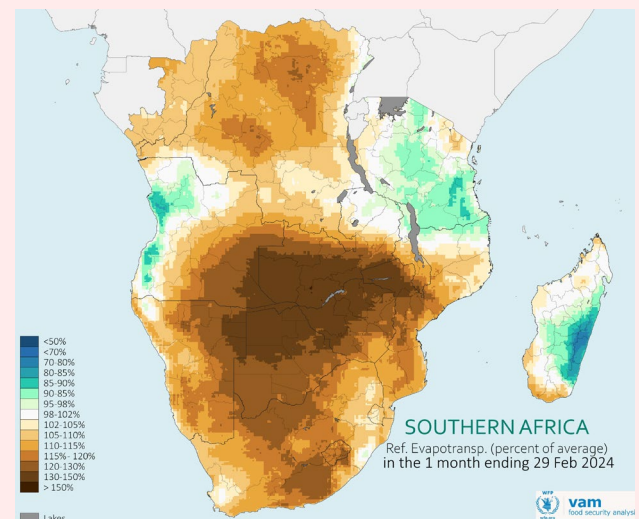 <50%
<70%
70-80%
80-85%
85-90%
90-85%
95-98%
98-102%
102-105%
105-110%
110-115%
115%-120%
120-130%
130-150%
> 150%
Lakes
SOUTHERN AFRICA
Ref. Evapotransp. (percent of average)
in the 1 month ending 29 Feb 2024
WFP
vam
food security analysi